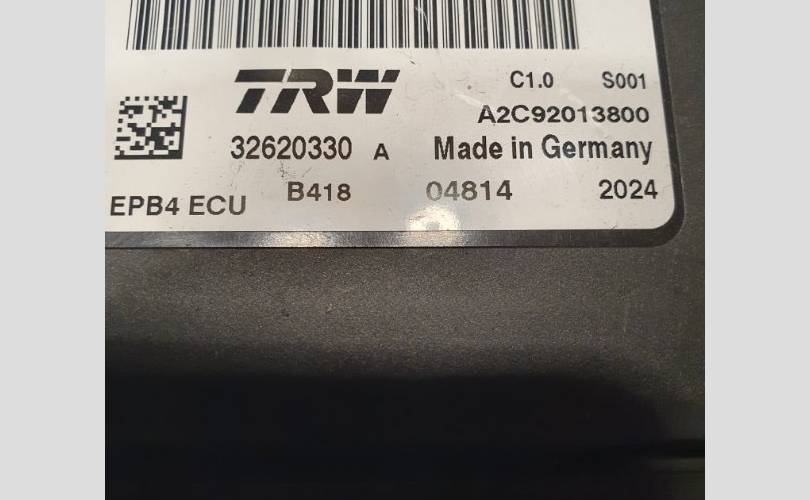 TRW
C1.0 S001
A2C92013800
32620330 A Made in Germany
EPB4 ECU B418 04814 2024